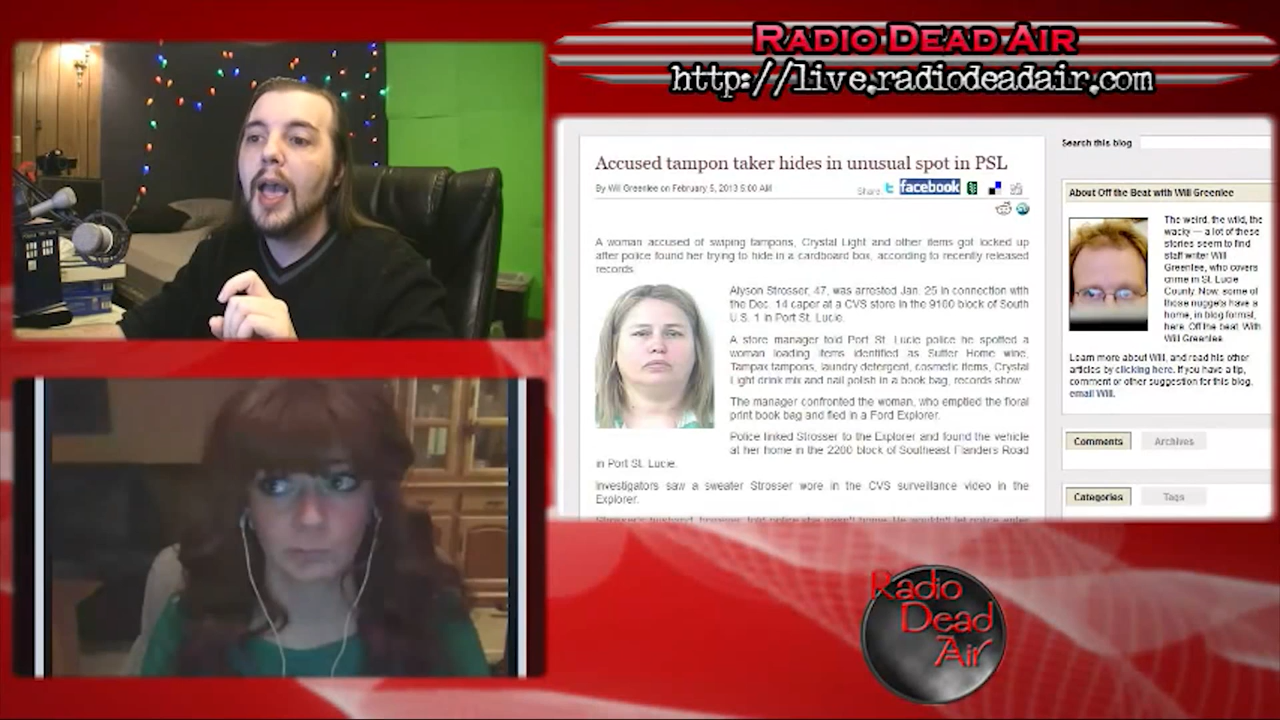 Radio Dead Air
http://live.radiodeadair.com
Accused tampon taker hides in unusual spot in PSL
By Will Greenlee on February 5, 2013 5:00 AM
Share
facebook
A woman accused of swiping tampons, Crystal Light and other items got locked up
after police found her trying to hide in a cardboard box, according to recently released
records.
Alyson Strosser, 47, was arrested Jan. 25 in connection with
the Dec. 14 caper at a CVS store in the 9100 block of South
U.S. 1 in Port St. Lucie.
A store manager told Port St. Lucie police he spotted a
woman loading items identified as Sutter Home wine,
Tampax tampons, laundry detergent, cosmetic items, Crystal
Light drink mix and nail polish in a book bag, records show.
The manager confronted the woman, who emptied the floral
print book bag and fled in a Ford Explorer.
Police linked Strosser to the Explorer and found the vehicle
at her home in the 2200 block of Southeast Flanders Road
in Port St. Lucie.
Investigators saw a sweater Strosser wore in the CVS surveillance video in the
Explorer.
Strosser's husband, however, told police she wasn't home. He wouldn't let police enter
Search this blog
About Off the Beat with Will Greenlee
The weird, the wild, the
wacky — a lot of these
stories seem to find
staff writer Will
Greenlee, who covers
crime in St. Lucie
County. Now, some of
those nuggets have a
home, in blog format,
here. Off the beat. With
Will Greenlee.
Learn more about Will, and read his other
articles by clicking here. If you have a tip,
comment or other suggestion for this blog,
email Will.
Comments
Archives
Categories
Tags
Radio
Dead
Air